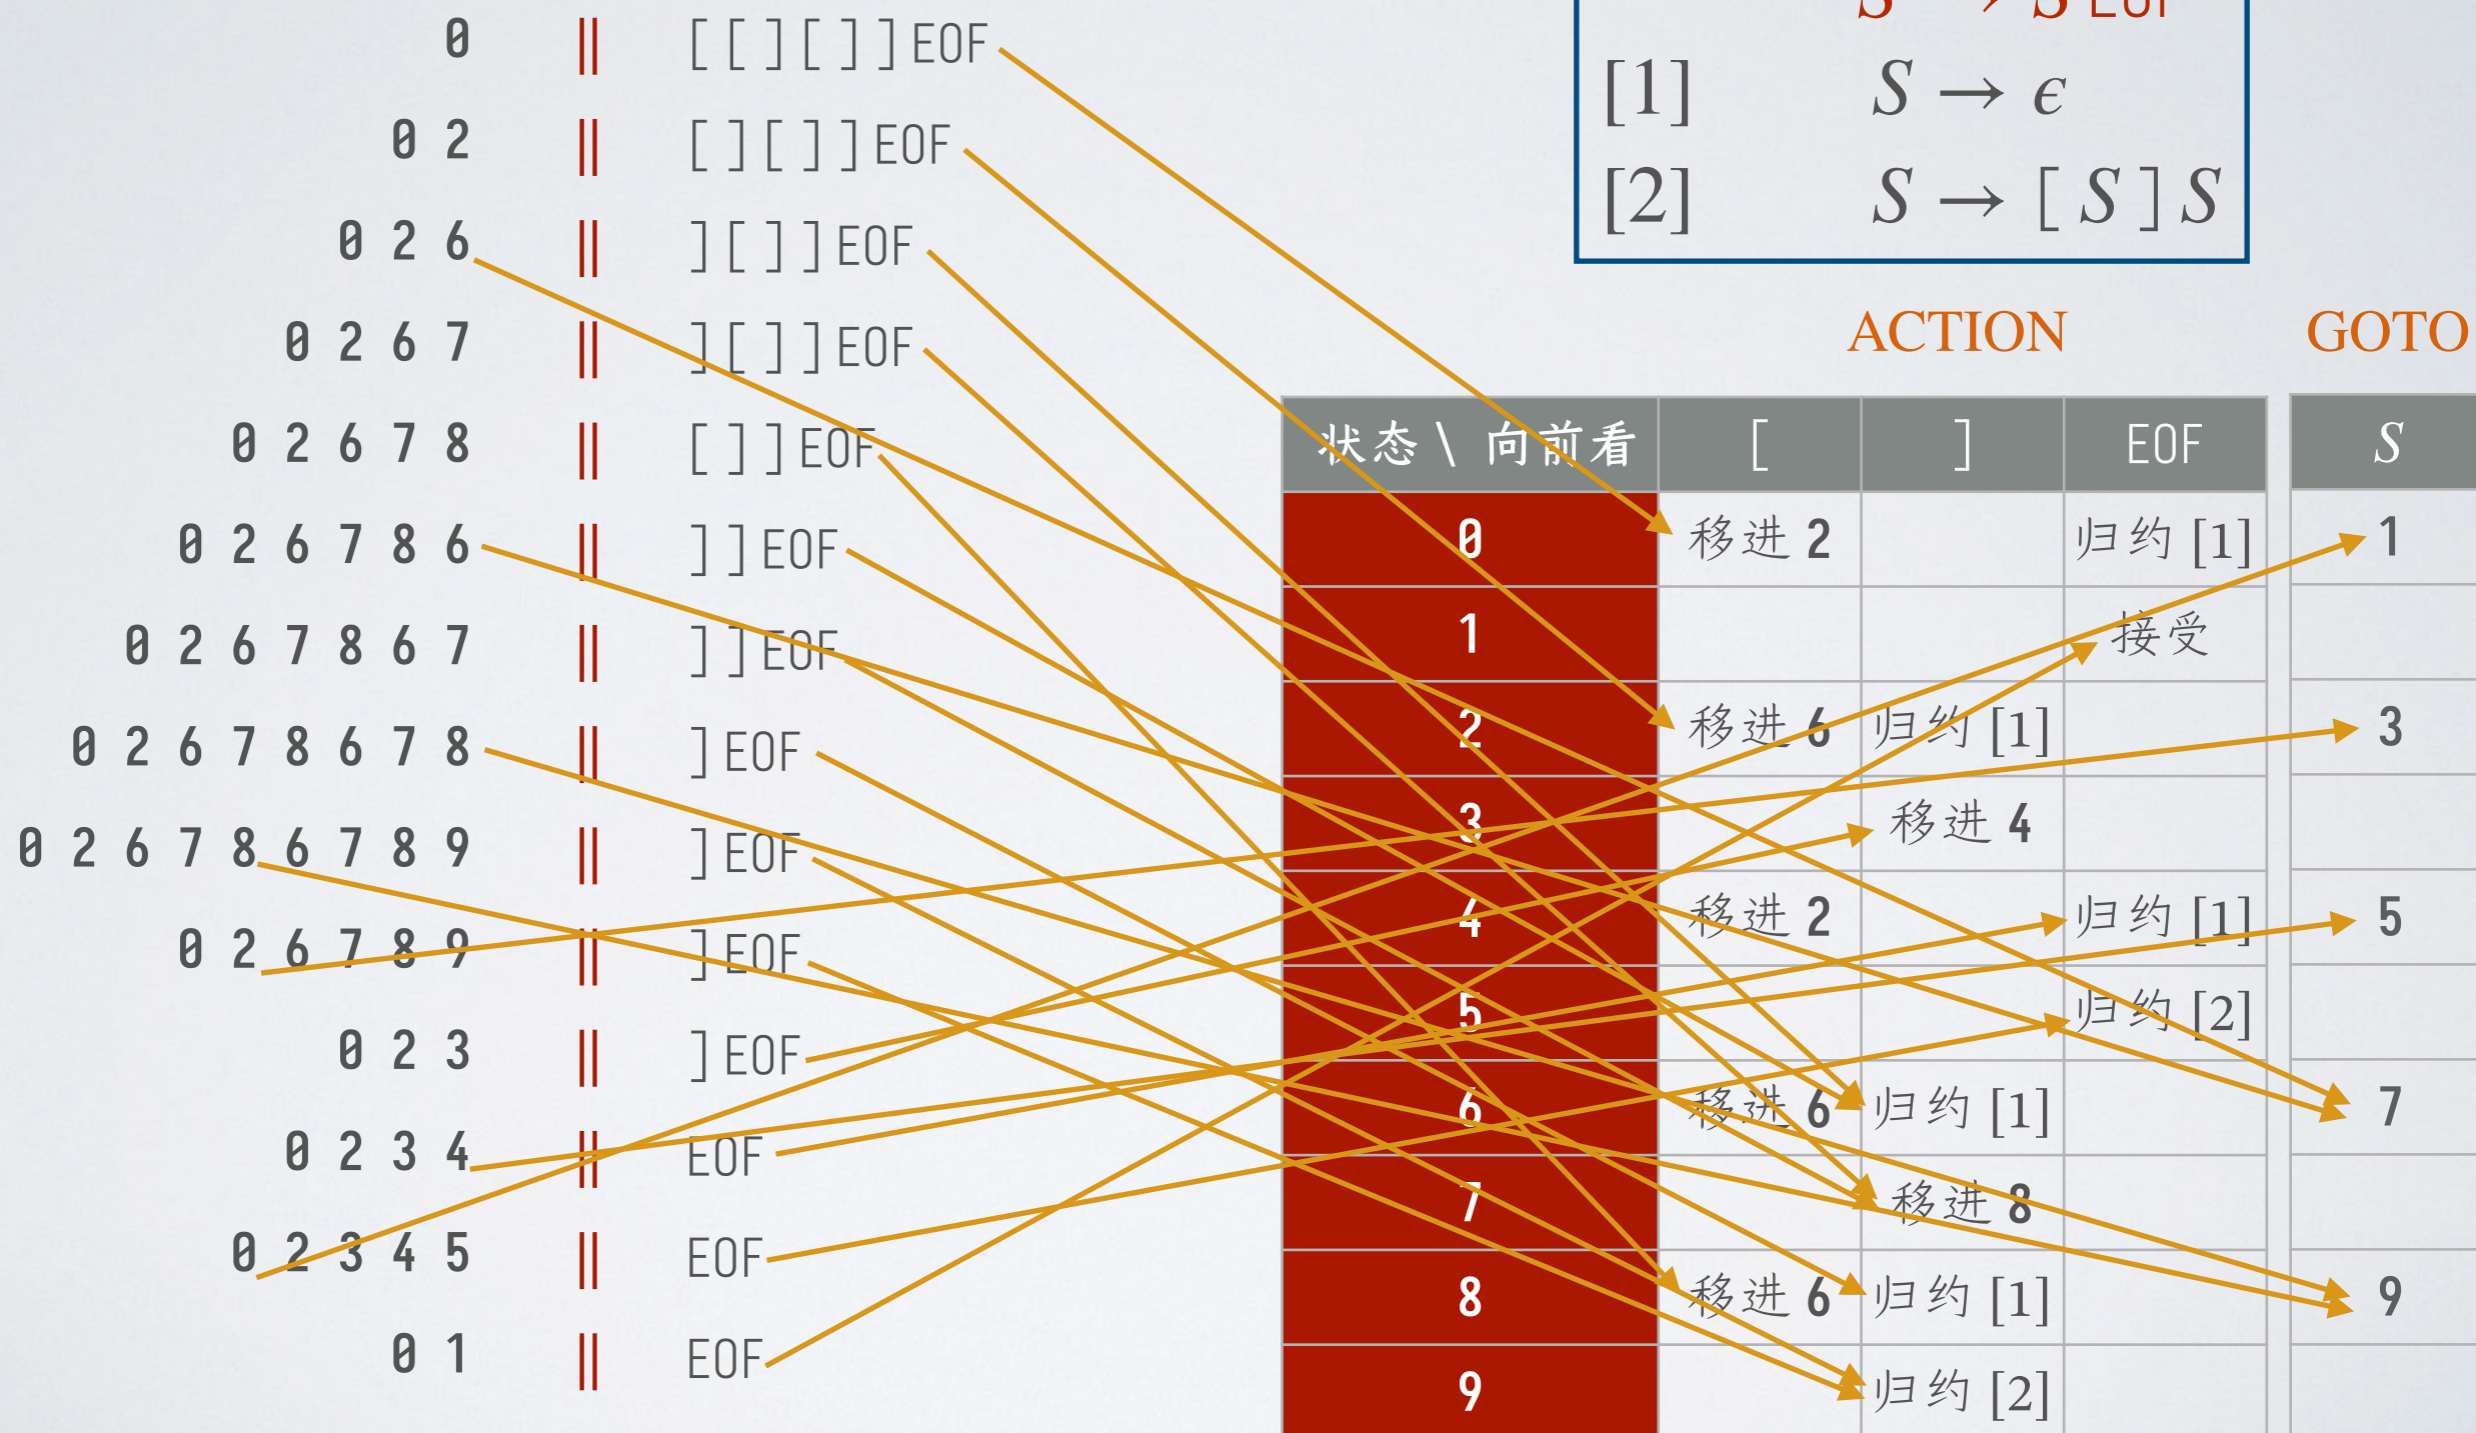 0 || [ [ ] [ ] ] EOF
0 2 || [ ] [ ] ] EOF
0 2 6 || ] [ ] ] EOF
0 2 6 7 || ] [ ] ] EOF
0 2 6 7 8 || [ ] ] EOF
0 2 6 7 8 6 || ] ] EOF
0 2 6 7 8 6 7 || ] ] EOF
0 2 6 7 8 6 7 8 || ] EOF
0 2 6 7 8 6 7 8 9 || ] EOF
0 2 6 7 8 9 || ] EOF
0 2 3 || ] EOF
0 2 3 4 || EOF
0 2 3 4 5 || EOF
0 1 || EOF
S → S EOF
[1] S → ϵ
[2] S → [ S ] S
ACTION GOTO
状态 \ 向前看 [ ] EOF S
0 移进 2 归约 [1] 1
1 接受
2 移进 6 归约 [1] 3
3 移进 4
4 移进 2 归约 [1] 5
5 归约 [2]
6 移进 6 归约 [1] 7
7 移进 8
8 移进 6 归约 [1] 9
9 归约 [2]